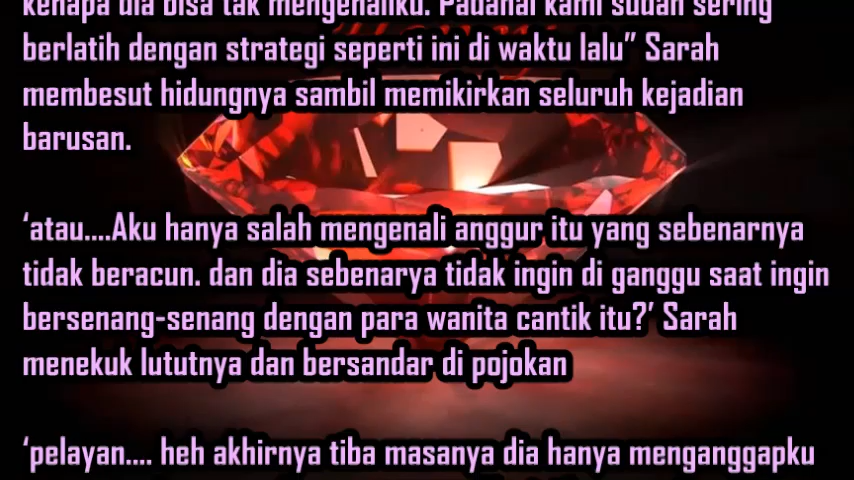 kenapa dia bisa tak mengenaliku. Padahal kami sudah sering
berlatih dengan strategi seperti ini di waktu lalu” Sarah
membesut hidungnya sambil memikirkan seluruh kejadian
barusan.
‘atau....Aku hanya salah mengenali anggur itu yang sebenarnya
tidak beracun. dan dia sebenarya tidak ingin di ganggu saat ingin
bersenang-senang dengan para wanita cantik itu?’ Sarah
menekuk lututnya dan bersandar di pojokan
‘pelayan.... heh akhirnya tiba masanya dia hanya menganggapku